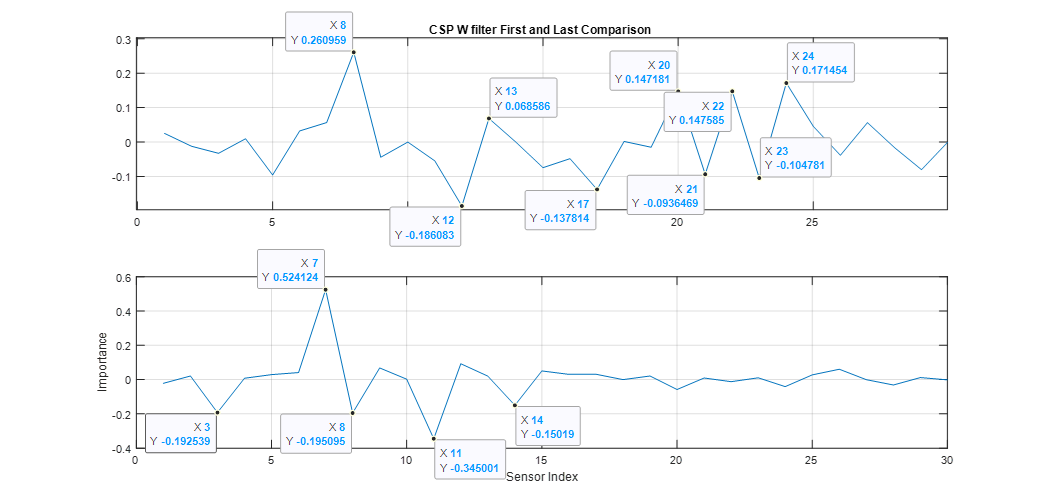 CSP W filter First and Last Comparison
X 8
Y 0.260959
X 13
Y 0.068586
X 20
Y 0.147181
X 22
Y 0.147585
X 24
Y 0.171454
X 23
Y -0.104781
X 12
Y -0.186083
X 17
Y -0.137814
X 21
Y -0.0936469
0.3
0.2
0.1
0
-0.1
0
5
20
25
X 7
Y 0.524124
X 3
Y -0.192539
X 8
Y -0.195095
X 11
Y -0.345001
X 14
Y -0.15019
Importance
0.6
0.4
0.2
0
-0.2
-0.4
0
5
10
15
20
25
30
Sensor Index